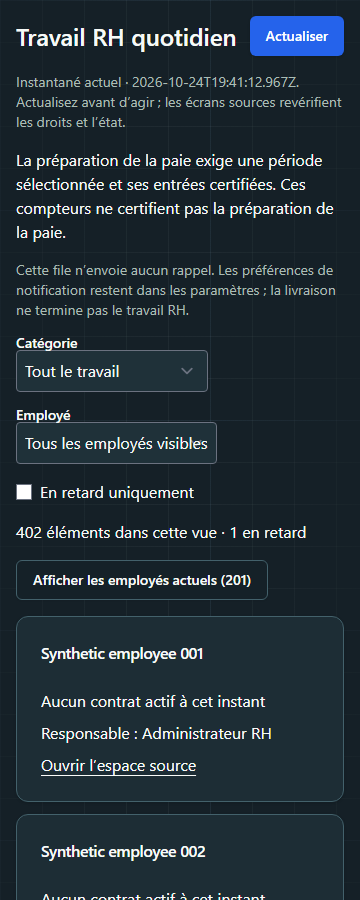 Travail RH quotidien
Actualiser
Instantané actuel · 2026-10-24T19:41:12.967Z.
Actualisez avant d’agir ; les écrans sources revérifient
les droits et l’état.
La préparation de la paie exige une période
sélectionnée et ses entrées certifiées. Ces
compteurs ne certifient pas la préparation de
la paie.
Cette file n’envoie aucun rappel. Les préférences de
notification restent dans les paramètres ; la livraison
ne termine pas le travail RH.
Catégorie
Tout le travail
Employé
Tous les employés visibles
En retard uniquement
402 éléments dans cette vue · 1 en retard
Afficher les employés actuels (201)
Synthetic employee 001
Aucun contrat actif à cet instant
Responsable : Administrateur RH
Ouvrir l’espace source
Synthetic employee 002
Aucun contrat actif à cet instant